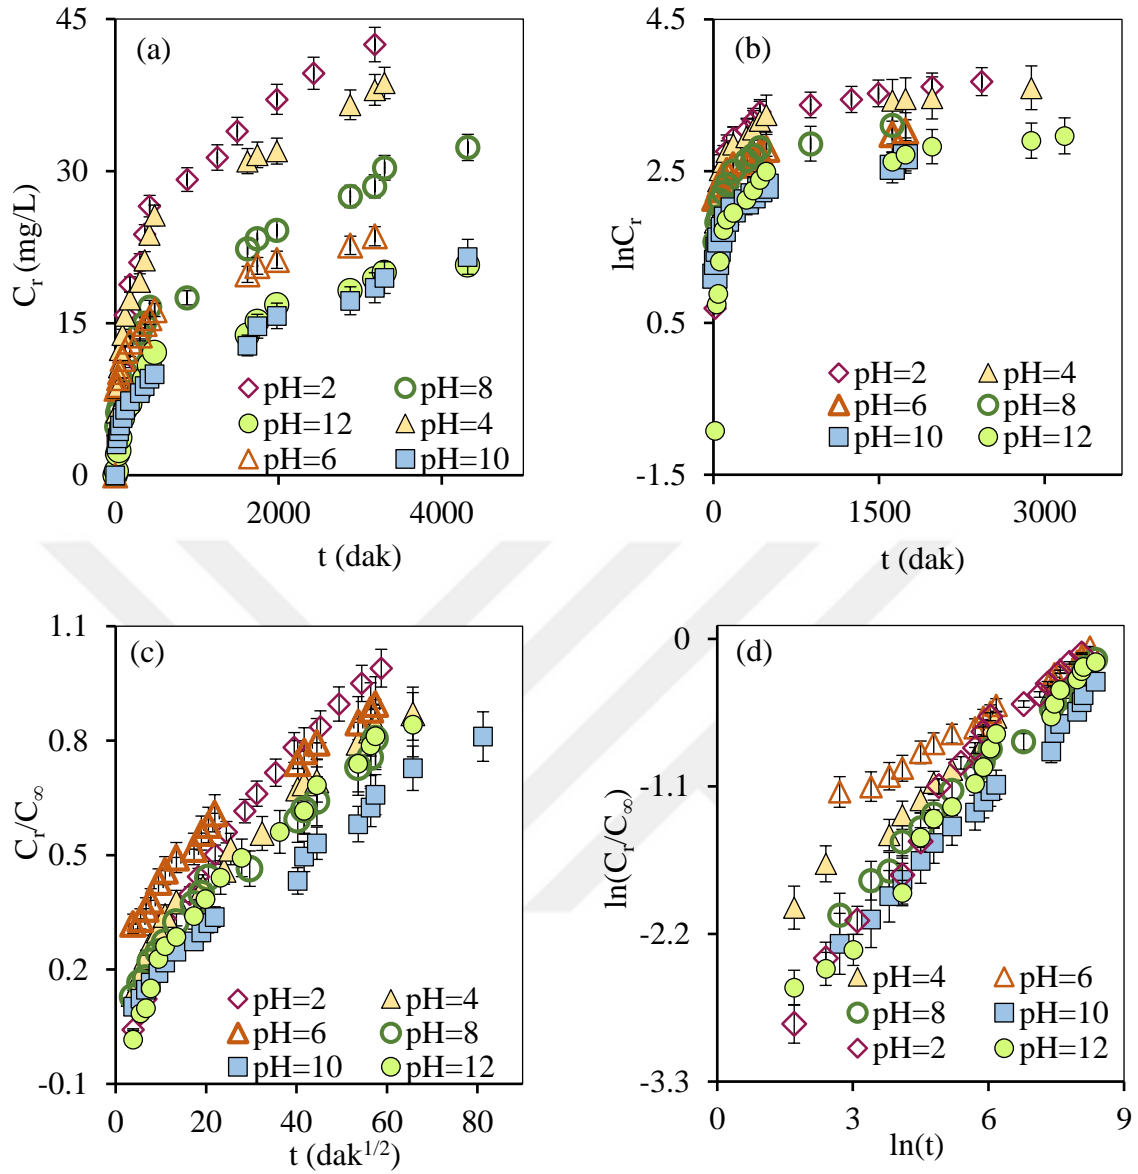 (a)
45
30
15
0
0 2000 4000
C_r (mg/L)
t (dak)
pH=2 pH=8
pH=12 pH=4
pH=6 pH=10
(b)
4.5
2.5
0.5
-1.5
0 1500 3000
lnC_r
t (dak)
pH=2 pH=4
pH=6 pH=8
pH=10 pH=12
(c)
1.1
0.8
0.5
0.2
-0.1
0 20 40 60 80
C_r/C_∞
t (dak^1/2)
pH=2 pH=4
pH=6 pH=8
pH=10 pH=12
(d)
0
-1.1
-2.2
-3.3
0 3 6 9
ln(C_r/C_∞)
ln(t)
pH=4 pH=6
pH=8 pH=10
pH=2 pH=12